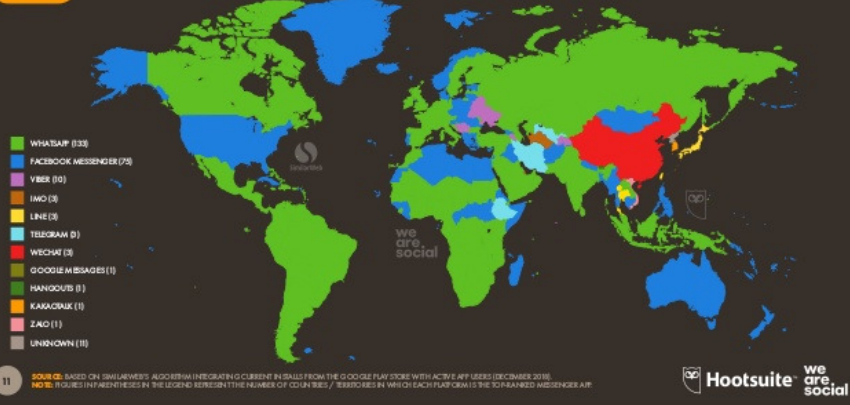 WHATSAPP (133)
FACEBOOK MESSENGER (75)
VIBER (10)
IMO (3)
LINE (3)
TELEGRAM (3)
WECHAT (3)
GOOGLE MESSAGES (1)
HANGOUTS (1)
KAKAOTALK (1)
ZALO (1)
UNKNOWN (11)
SimilarWeb
we
are
social
11
SOURCE: BASED ON SIMILARWEB'S ALGORITHM INTEGRATING CURRENT INSTALLS FROM THE GOOGLE PLAY STORE WITH ACTIVE APP USERS (DECEMBER 2018).
NOTE: FIGURES IN PARENTHESES IN THE LEGEND REPRESENT THE NUMBER OF COUNTRIES / TERRITORIES IN WHICH EACH PLATFORM IS THE TOP-RANKED MESSENGER APP.
Hootsuite
we
are
social